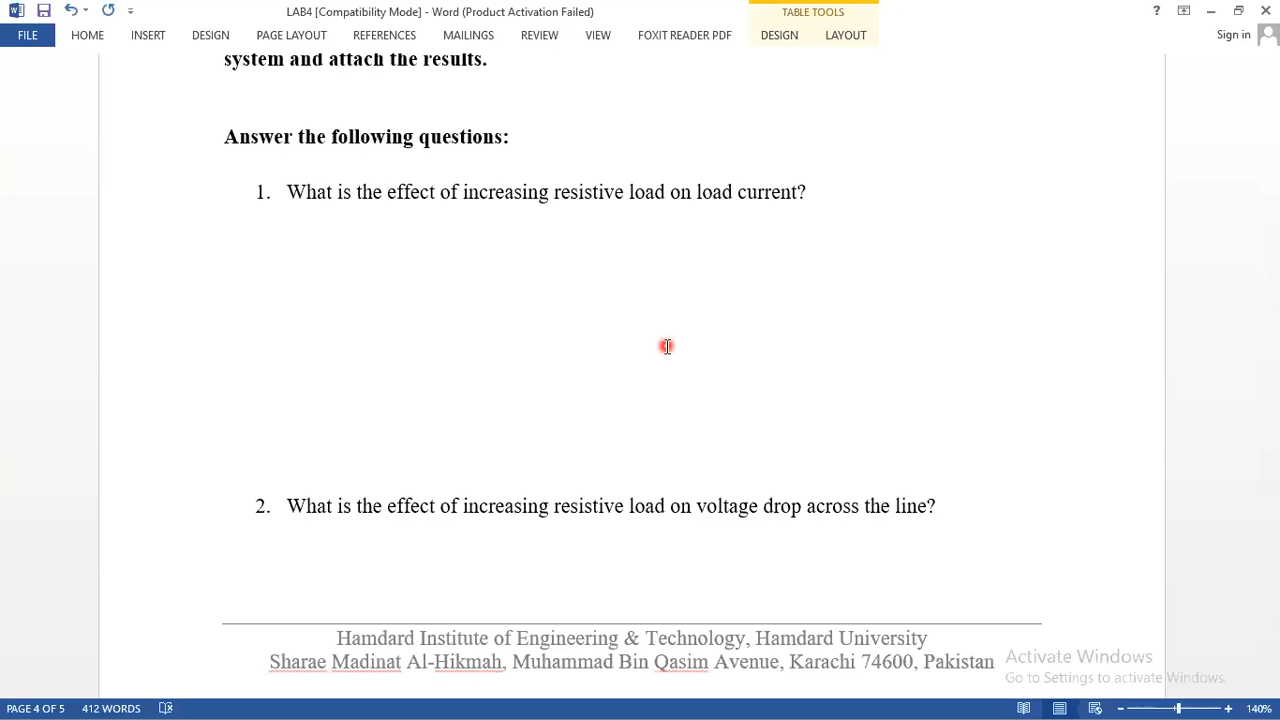 LAB4 [Compatibility Mode] - Word (Product Activation Failed)
TABLE TOOLS
?
FILE HOME INSERT DESIGN PAGE LAYOUT REFERENCES MAILINGS REVIEW VIEW FOXIT READER PDF DESIGN LAYOUT Sign in
system and attach the results.
Answer the following questions:
1. What is the effect of increasing resistive load on load current?
2. What is the effect of increasing resistive load on voltage drop across the line?
Hamdard Institute of Engineering & Technology, Hamdard University
Sharae Madinat Al-Hikmah, Muhammad Bin Qasim Avenue, Karachi 74600, Pakistan
Activate Windows
Go to Settings to activate Windows.
PAGE 4 OF 5 412 WORDS 140%